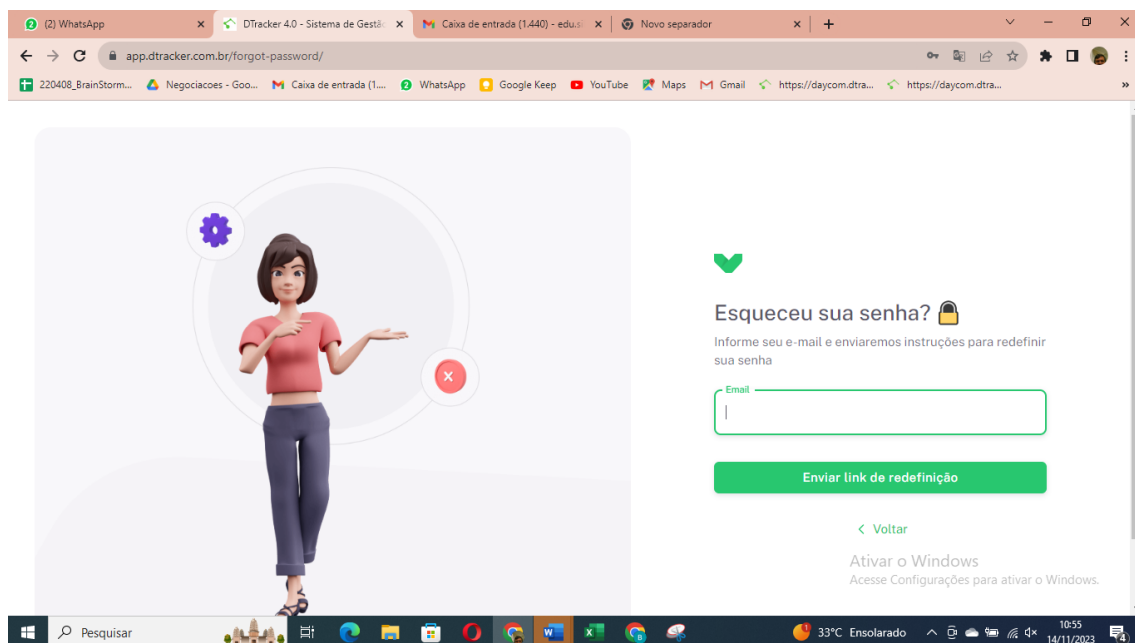 (2) WhatsApp
DTracker 4.0 - Sistema de Gestão
Caixa de entrada (1.440) - edu.s
Novo separador
app.dtracker.com.br/forgot-password/
220408_BrainStorm...
Negociacoes - Goo...
Caixa de entrada (1....
WhatsApp
Google Keep
YouTube
Maps
Gmail
https://daycom.dtra...
https://daycom.dtra...
Esqueceu sua senha?
Informe seu e-mail e enviaremos instruções para redefinir
sua senha
Email
Enviar link de redefinição
Voltar
Ativar o Windows
Acesse Configurações para ativar o Windows.
Pesquisar
33°C Ensolarado
10:55
14/11/2023